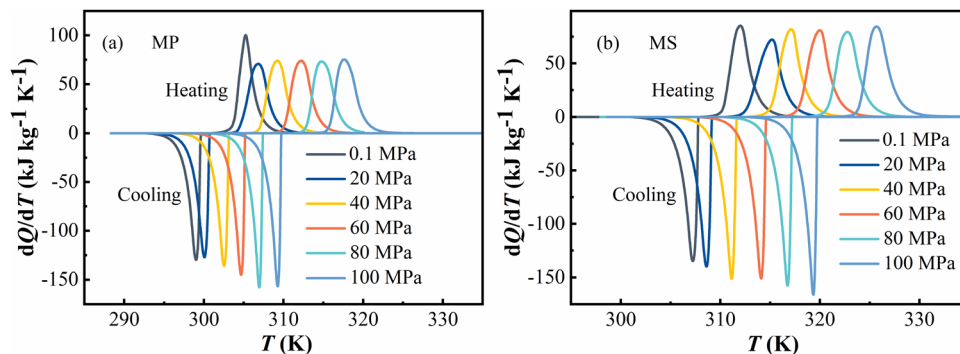 (a) MP
Heating
Cooling
100
50
0
-50
-100
-150
dQ/dT (kJ kg⁻¹ K⁻¹)
0.1 MPa
20 MPa
40 MPa
60 MPa
80 MPa
100 MPa
290 300 310 320 330
T (K)
(b) MS
Heating
Cooling
50
0
-50
-100
-150
dQ/dT (kJ kg⁻¹ K⁻¹)
0.1 MPa
20 MPa
40 MPa
60 MPa
80 MPa
100 MPa
300 310 320 330
T (K)